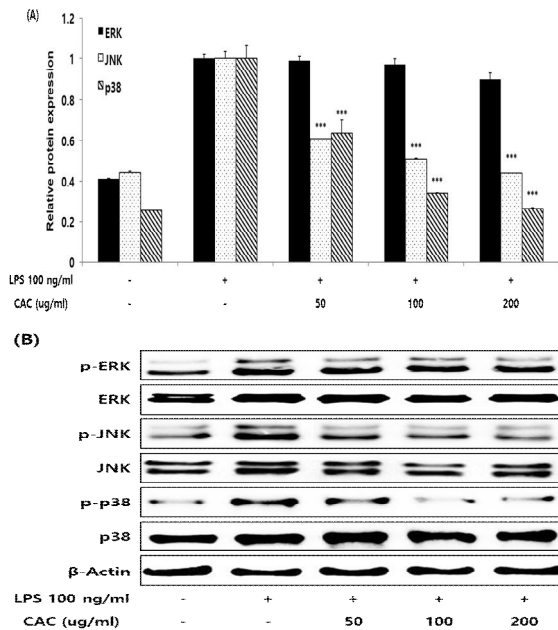 (A)
Relative protein expression
1.2
1
0.8
0.6
0.4
0.2
0
ERK
JNK
p38
*** ***
*** ***
*** ***
LPS 100 ng/ml - + + + +
CAC (ug/ml) - - 50 100 200
(B)
p-ERK
ERK
p-JNK
JNK
p-p38
p38
β-Actin
LPS 100 ng/ml - + + + +
CAC (ug/ml) - - 50 100 200